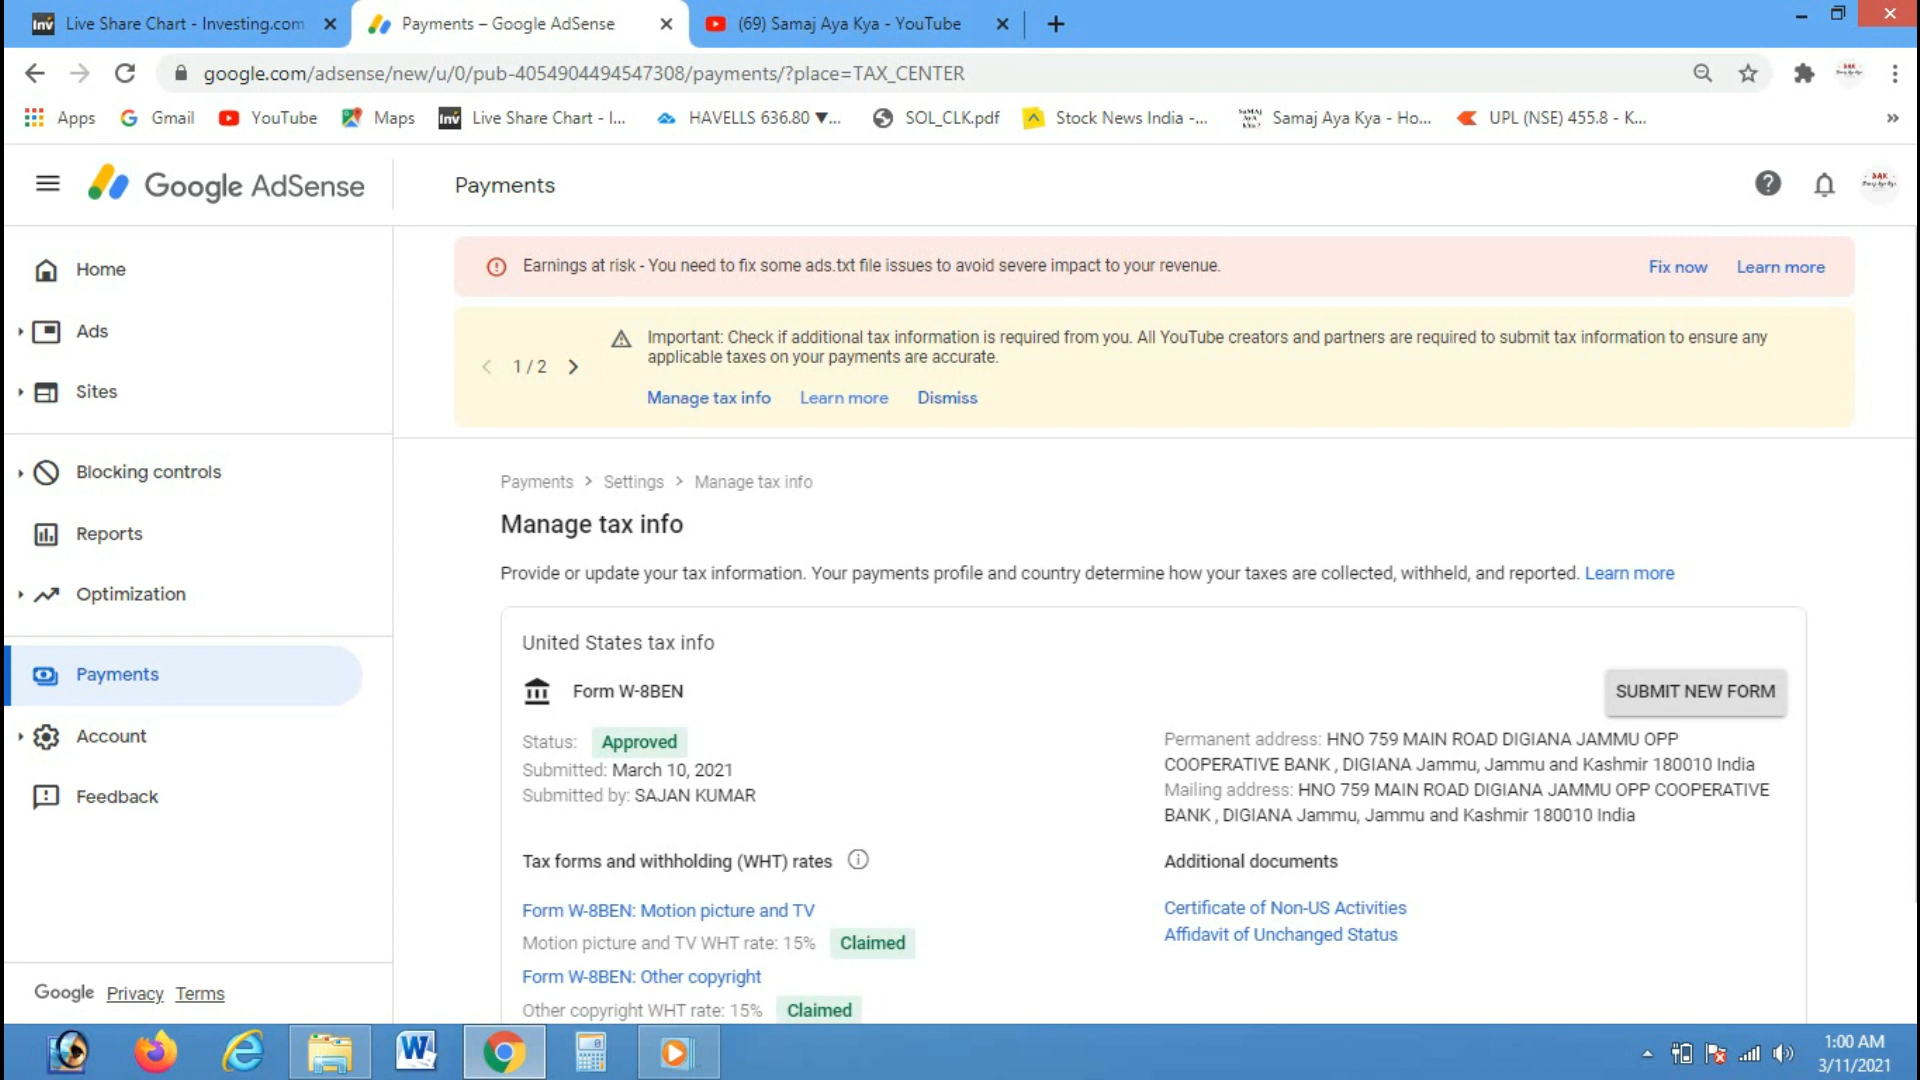 Live Share Chart - Investing.com
Payments – Google AdSense
(69) Samaj Aya Kya - YouTube
google.com/adsense/new/u/0/pub-4054904494547308/payments/?place=TAX_CENTER
Apps
Gmail
YouTube
Maps
Inv Live Share Chart - I...
HAVELLS 636.80 ▼...
SOL_CLK.pdf
Stock News India -...
Samaj Aya Kya - Ho...
UPL (NSE) 455.8 - K...
»
Google AdSense
Payments
Home
Ads
Sites
Blocking controls
Reports
Optimization
Payments
Account
Feedback
Google Privacy Terms
Earnings at risk - You need to fix some ads.txt file issues to avoid severe impact to your revenue.
Fix now Learn more
1 / 2
Important: Check if additional tax information is required from you. All YouTube creators and partners are required to submit tax information to ensure any
applicable taxes on your payments are accurate.
Manage tax info Learn more Dismiss
Payments > Settings > Manage tax info
Manage tax info
Provide or update your tax information. Your payments profile and country determine how your taxes are collected, withheld, and reported. Learn more
United States tax info
Form W-8BEN
SUBMIT NEW FORM
Status: Approved
Submitted: March 10, 2021
Submitted by: SAJAN KUMAR
Permanent address: HNO 759 MAIN ROAD DIGIANA JAMMU OPP
COOPERATIVE BANK , DIGIANA Jammu, Jammu and Kashmir 180010 India
Mailing address: HNO 759 MAIN ROAD DIGIANA JAMMU OPP COOPERATIVE
BANK , DIGIANA Jammu, Jammu and Kashmir 180010 India
Tax forms and withholding (WHT) rates
Form W-8BEN: Motion picture and TV
Motion picture and TV WHT rate: 15% Claimed
Form W-8BEN: Other copyright
Other copyright WHT rate: 15% Claimed
Additional documents
Certificate of Non-US Activities
Affidavit of Unchanged Status
1:00 AM
3/11/2021